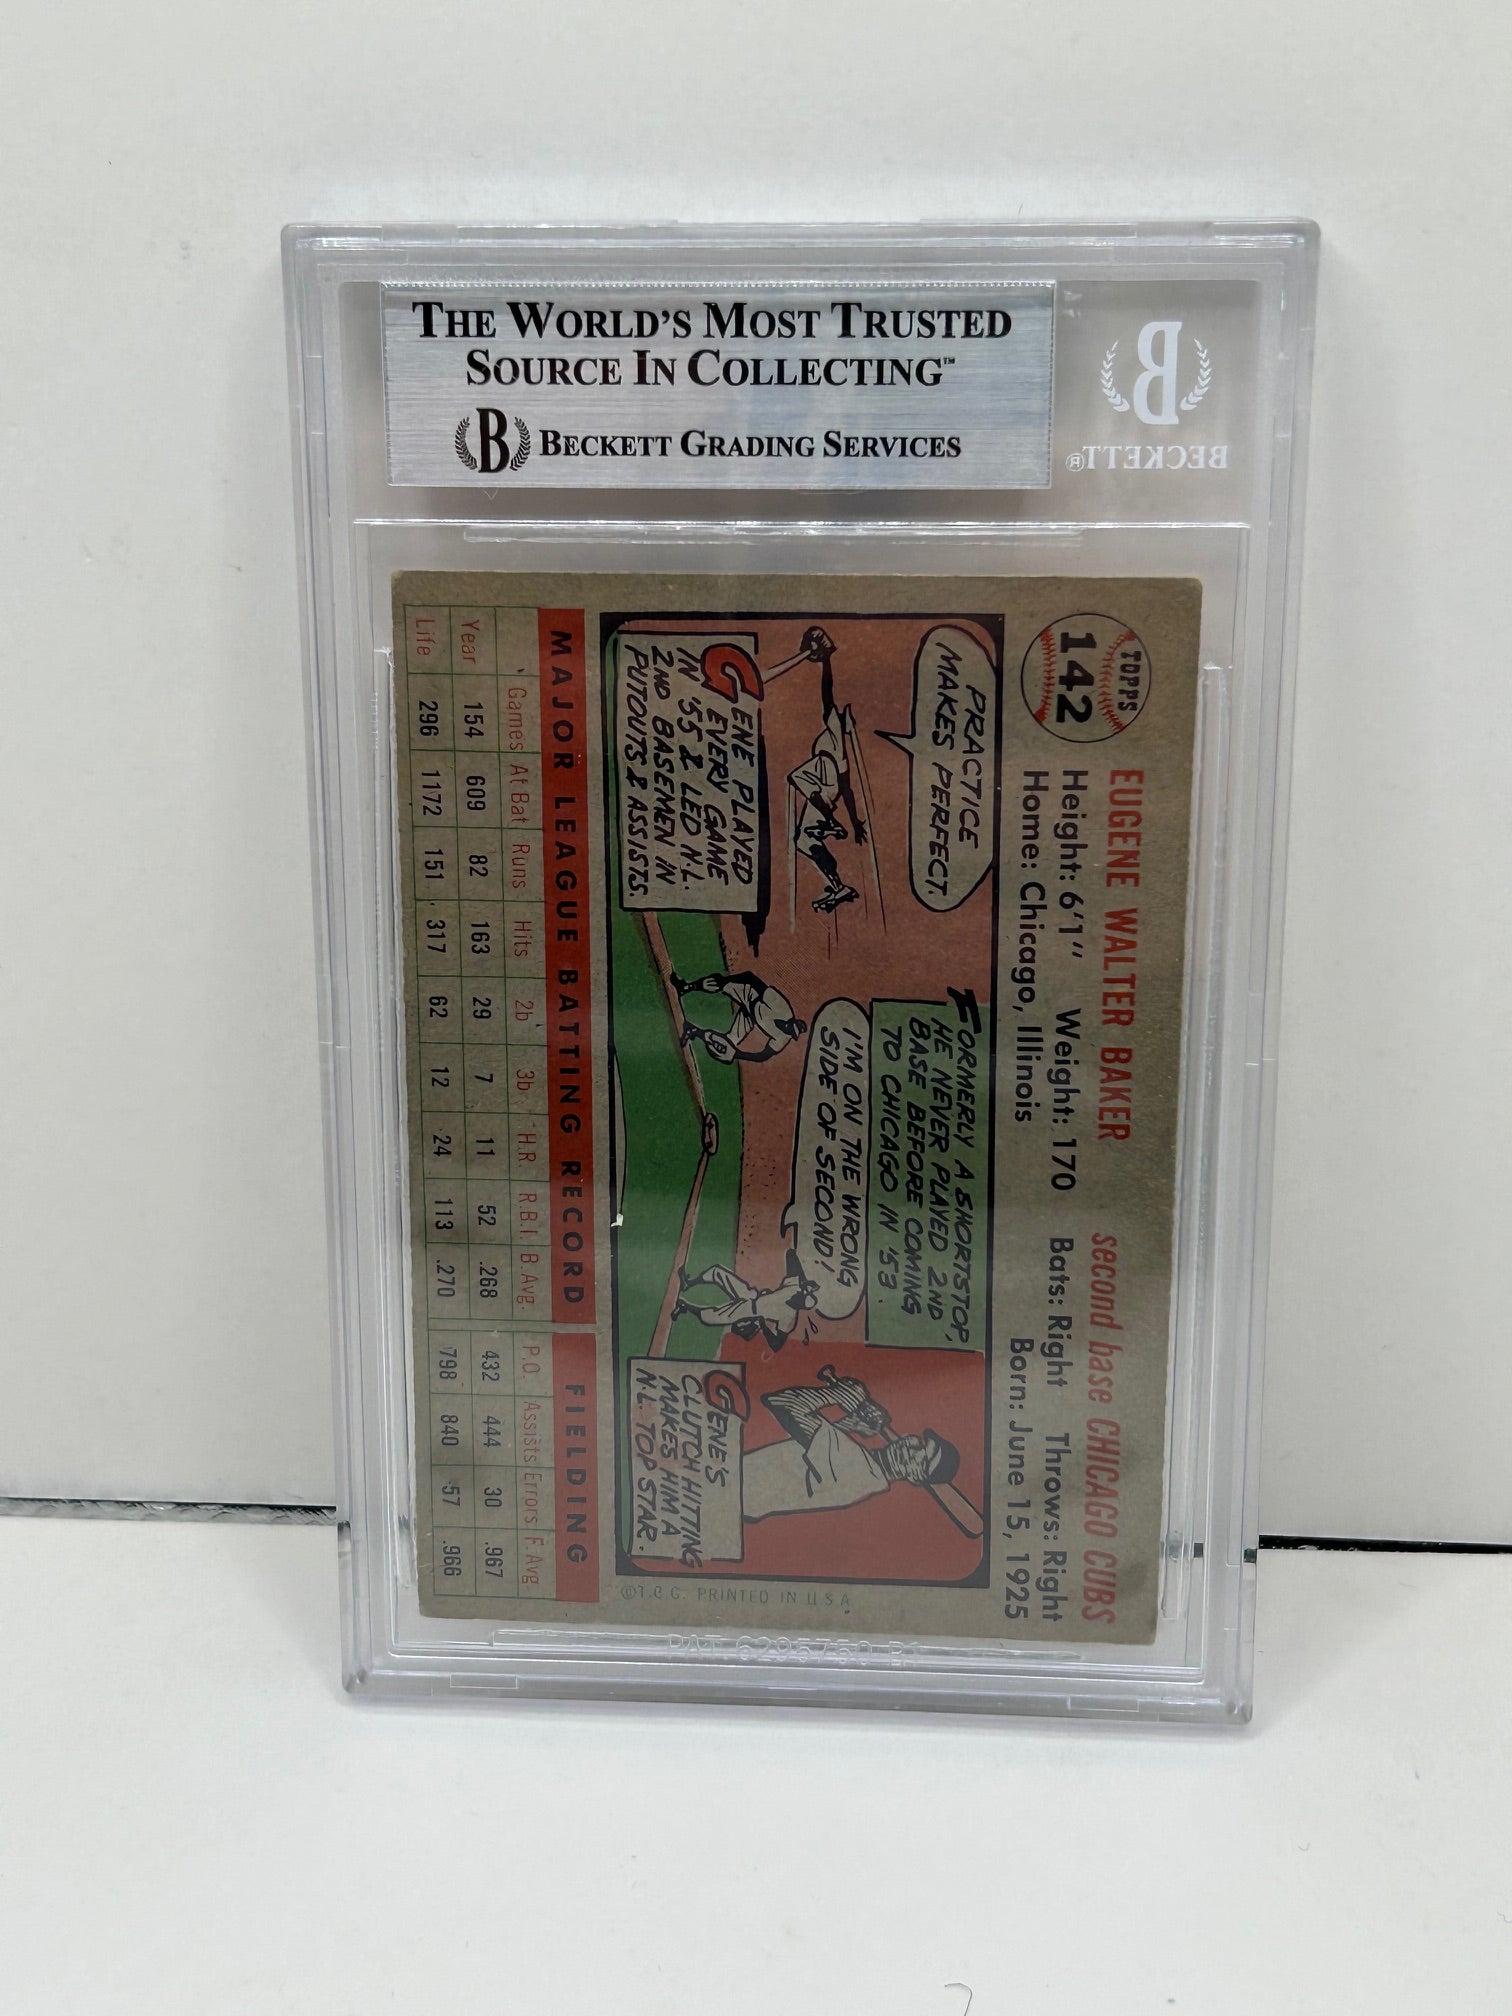 THE WORLD'S MOST TRUSTED
SOURCE IN COLLECTING™
B BECKETT GRADING SERVICES
B
BECKETT®
TOPPS
142
EUGENE WALTER BAKER second base CHICAGO CUBS
Height: 6'1" Weight: 170 Bats: Right Throws: Right
Home: Chicago, Illinois Born: June 15, 1925
PRACTICE
MAKES PERFECT.
GENE PLAYED
EVERY GAME
IN '55 & LED N.L.
2ND BASEMEN IN
PUTOUTS & ASSISTS.
FORMERLY A SHORTSTOP,
HE NEVER PLAYED 2ND
BASE BEFORE COMING
TO CHICAGO IN '53.
I'M ON THE WRONG
SIDE OF SECOND!
GENE'S
CLUTCH HITTING
MAKES HIM A
N.L. TOP STAR.
©T.C.G. PRINTED IN U.S.A.
MAJOR LEAGUE BATTING RECORD FIELDING
Games At Bat Runs Hits 2b 3b H.R. R.B.I. B.Avg. P.O. Assists Errors F.Avg.
Year 154 609 82 163 29 7 11 52 .268 432 444 30 .967
Life 296 1172 151 317 62 12 24 113 .270 798 840 57 .966
PAT. 6295750 B1